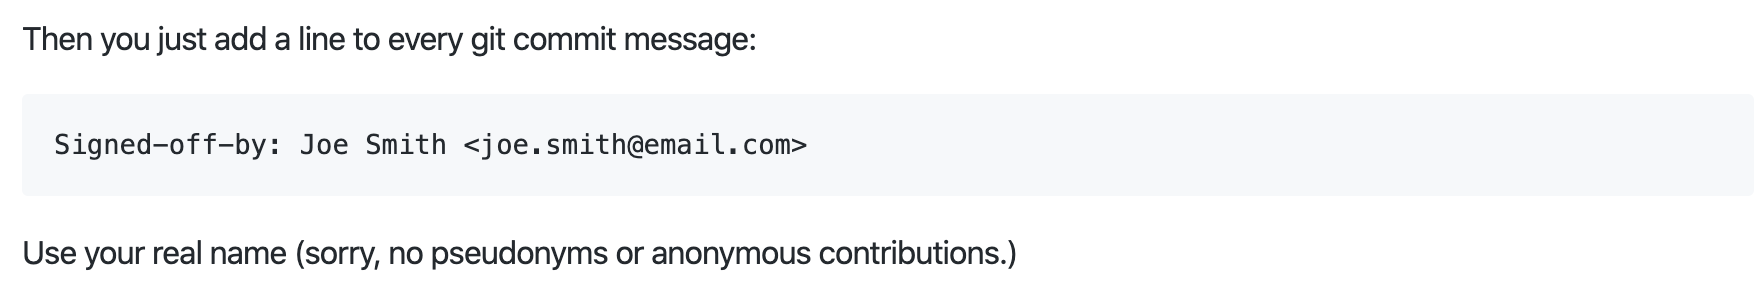 Then you just add a line to every git commit message:
Signed-off-by: Joe Smith <joe.smith@email.com>
Use your real name (sorry, no pseudonyms or anonymous contributions.)